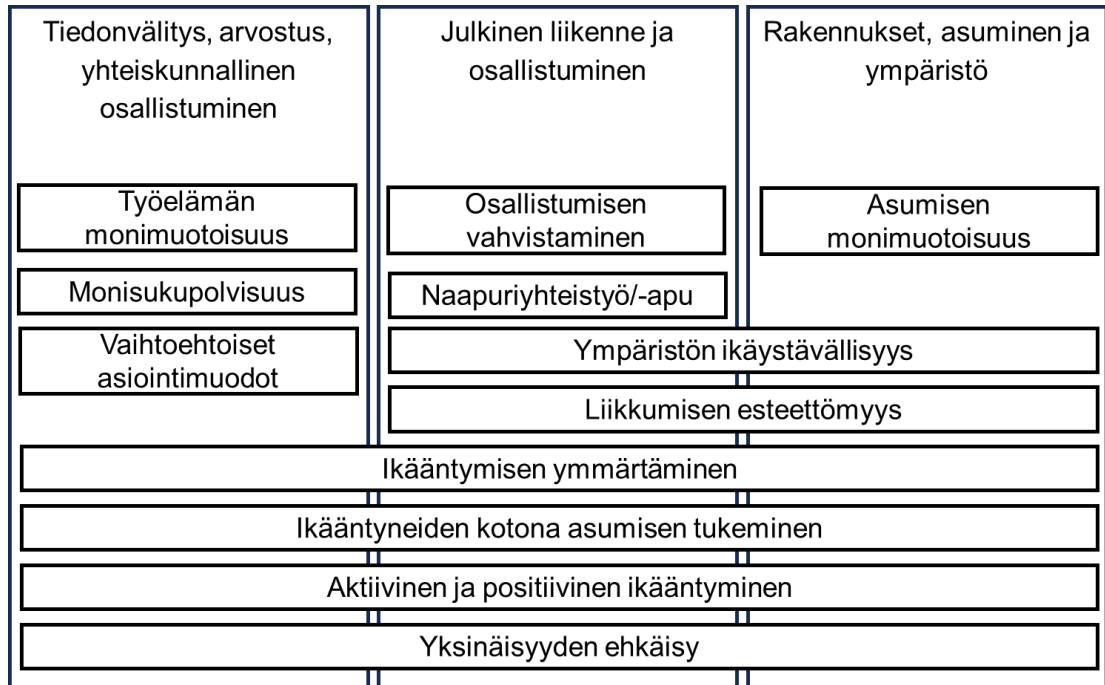 Tiedonvälitys, arvostus,
yhteiskunnallinen
osallistuminen
Julkinen liikenne ja
osallistuminen
Rakennukset, asuminen ja
ympäristö
Työelämän
monimuotoisuus
Osallistumisen
vahvistaminen
Asumisen
monimuotoisuus
Monisukupolvisuus
Naapuriyhteistyö/-apu
Vaihtoehtoiset
asiointimuodot
Ympäristön ikäystävällisyys
Liikkumisen esteettömyys
Ikääntymisen ymmärtäminen
Ikääntyneiden kotona asumisen tukeminen
Aktiivinen ja positiivinen ikääntyminen
Yksinäisyyden ehkäisy